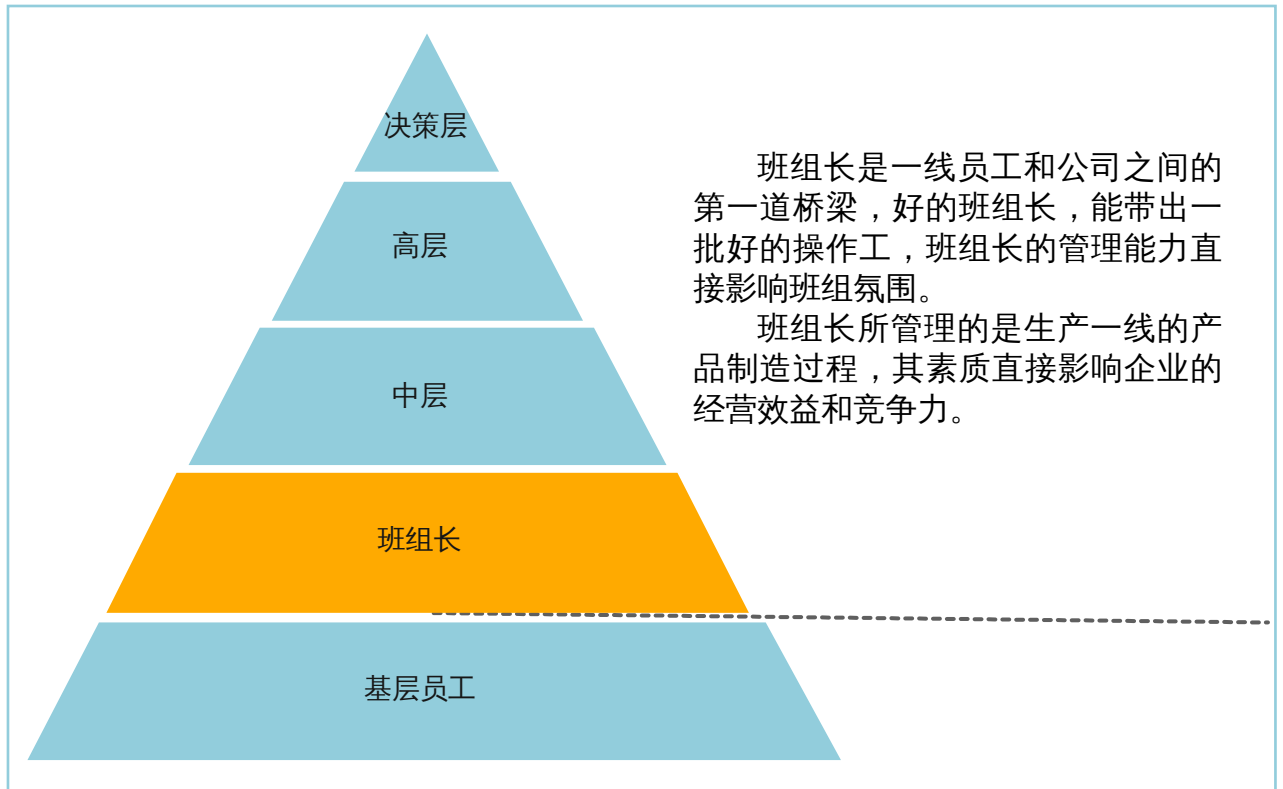 决策层
高层
中层
班组长
基层员工
班组长是一线员工和公司之间的
第一道桥梁，好的班组长，能带出一
批好的操作工，班组长的管理能力直
接影响班组氛围。
班组长所管理的是生产一线的产
品制造过程，其素质直接影响企业的
经营效益和竞争力。